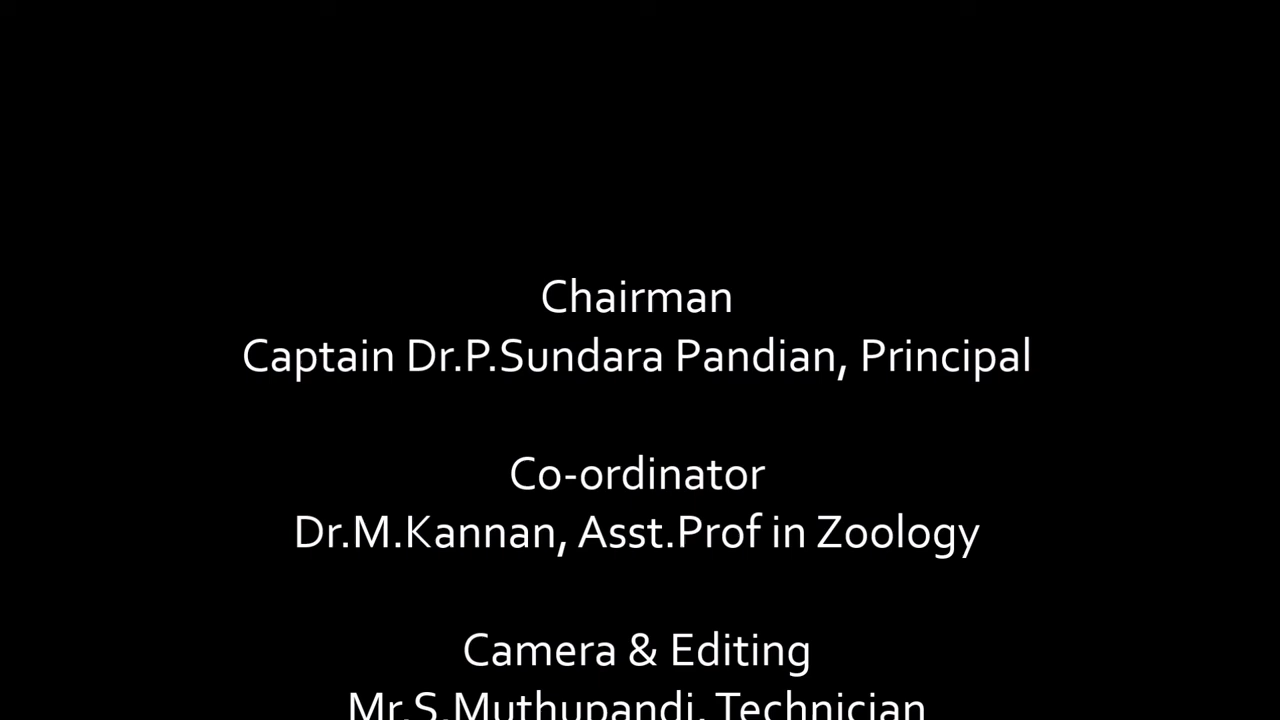 Chairman
Captain Dr.P.Sundara Pandian, Principal
Co-ordinator
Dr.M.Kannan, Asst.Prof in Zoology
Camera & Editing
Mr.S.Muthupandi, Technician